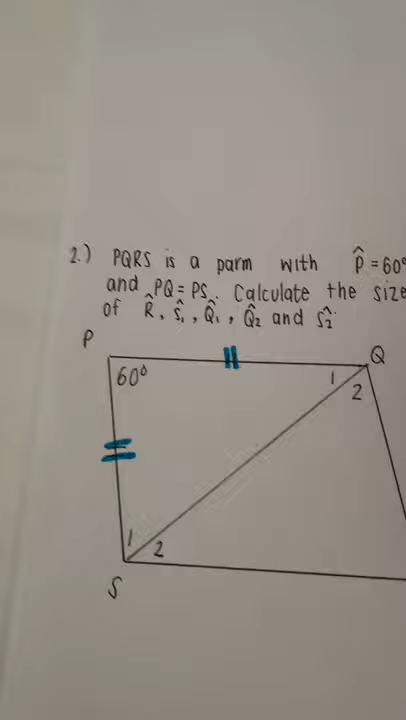 2.) PQRS is a parm with P̂ = 60°
and PQ = PS. Calculate the size
of R̂, Ŝ₁, Q̂₁, Q̂₂ and Ŝ₂.
P
Q
60°
1
2
1
2
S